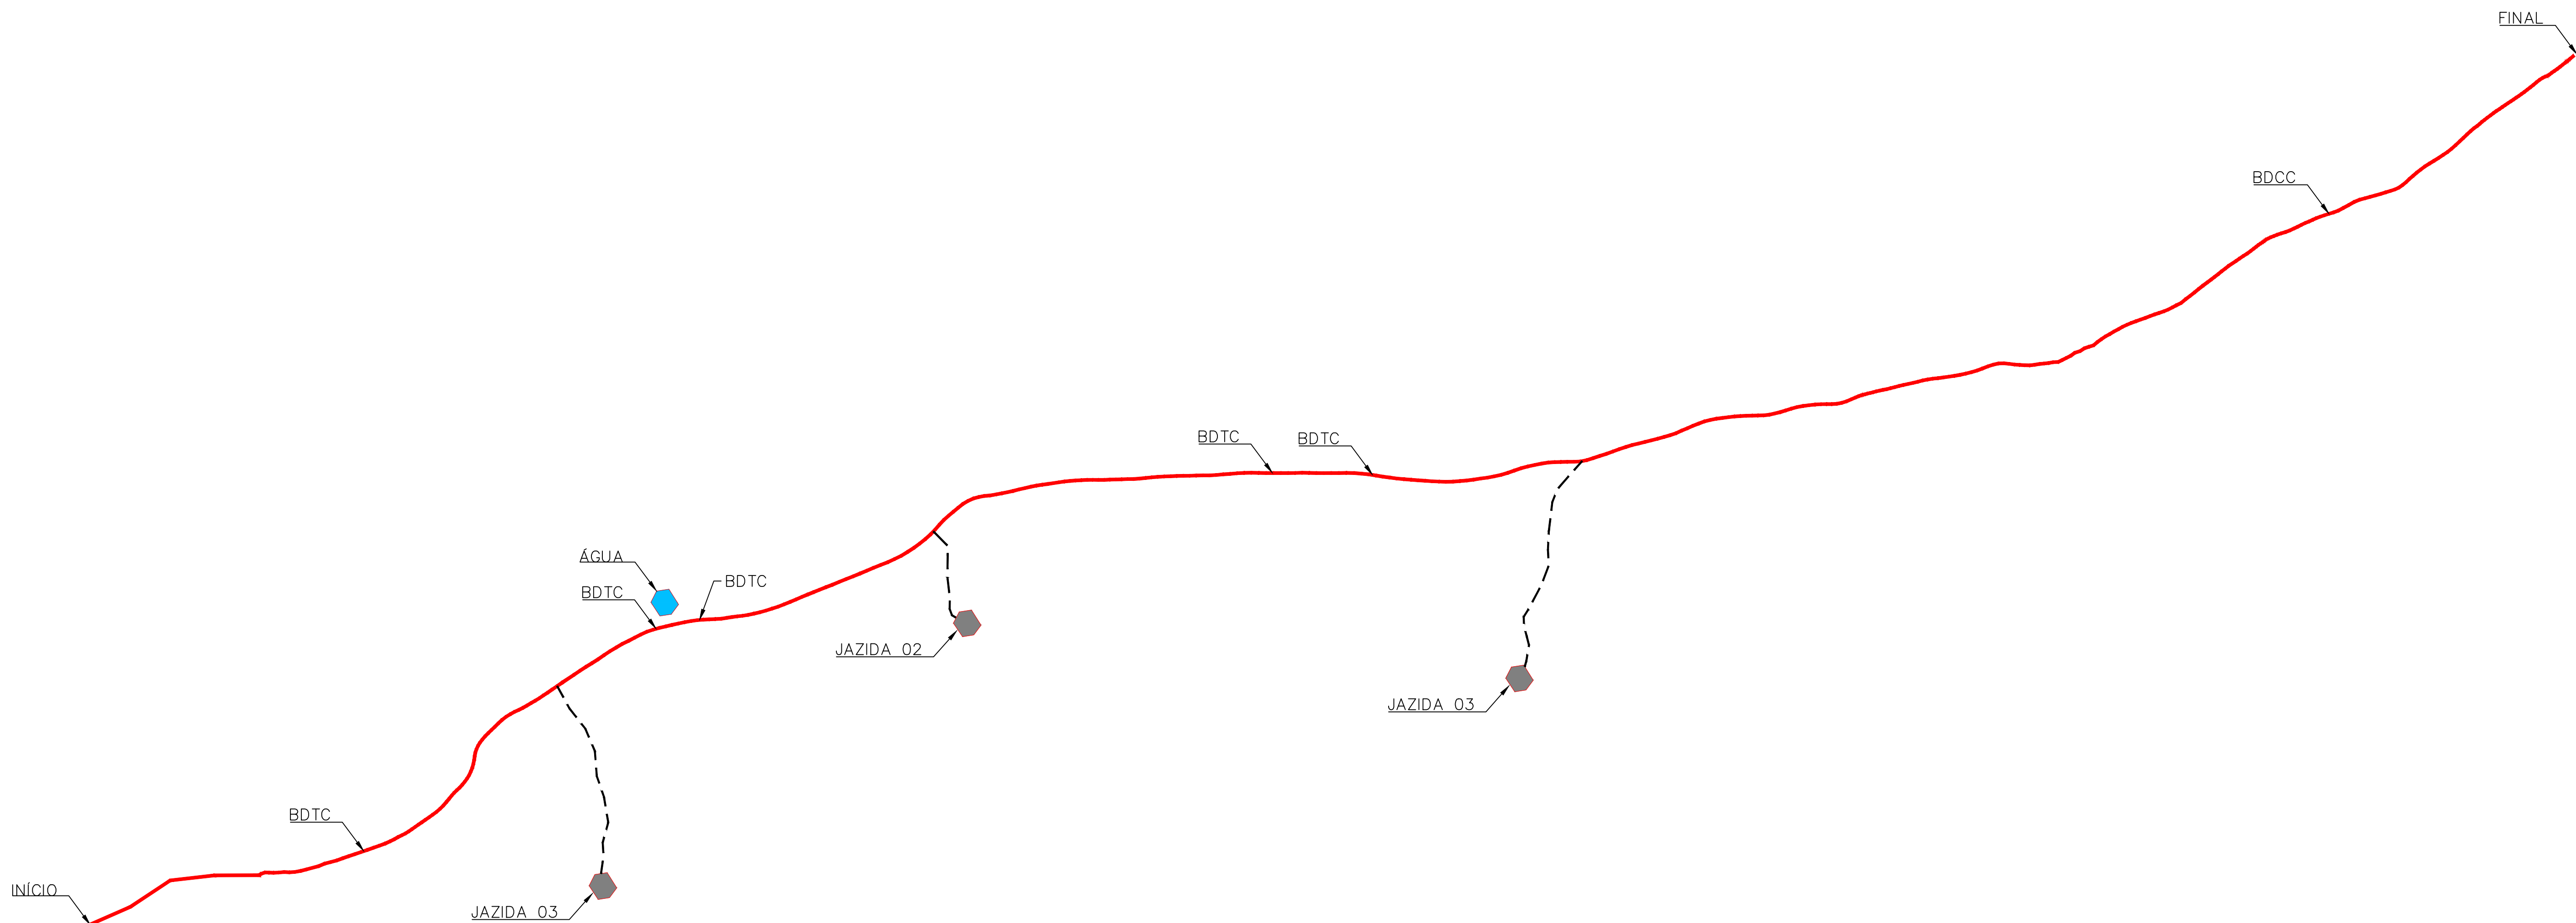 FINAL
BDCC
BDTC
BDTC
ÁGUA
BDTC
BDTC
JAZIDA 02
JAZIDA 03
BDTC
INÍCIO
JAZIDA 03